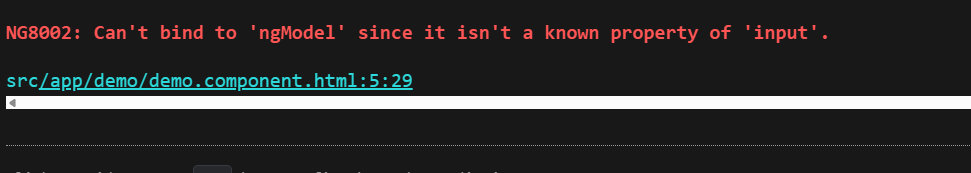 NG8002: Can't bind to 'ngModel' since it isn't a known property of 'input'.
src/app/demo/demo.component.html:5:29